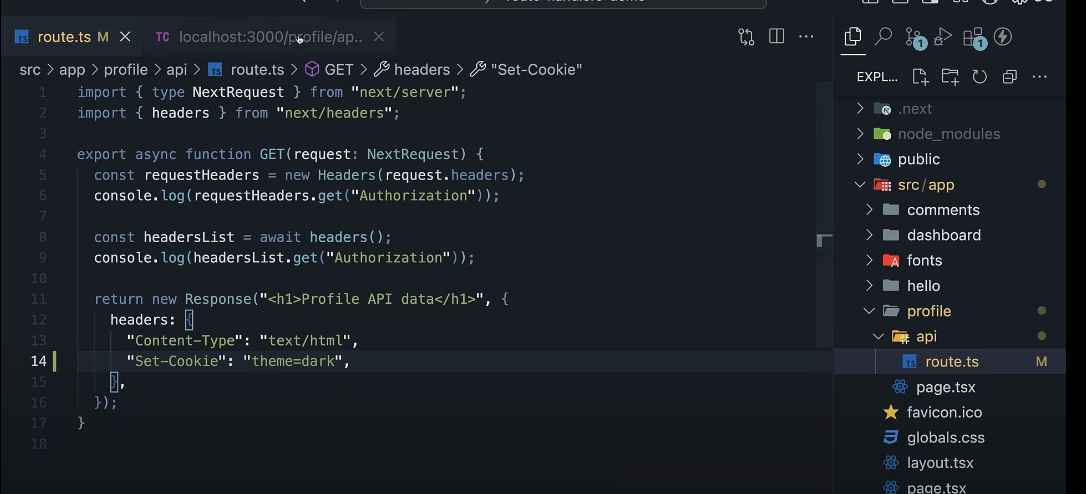 route.ts M
TC localhost:3000/profile/ap..
src > app > profile > api > TS route.ts > GET > headers > "Set-Cookie"
1 import { type NextRequest } from "next/server";
2 import { headers } from "next/headers";
3
4 export async function GET(request: NextRequest) {
5 const requestHeaders = new Headers(request.headers);
6 console.log(requestHeaders.get("Authorization"));
7
8 const headersList = await headers();
9 console.log(headersList.get("Authorization"));
10
11 return new Response("<h1>Profile API data</h1>", {
12 headers: {
13 "Content-Type": "text/html",
14 "Set-Cookie": "theme=dark",
15 },
16 });
17 }
18
EXPL...
.next
node_modules
public
src/app
comments
dashboard
fonts
hello
profile
api
TS route.ts M
page.tsx
favicon.ico
globals.css
layout.tsx
page.tsx